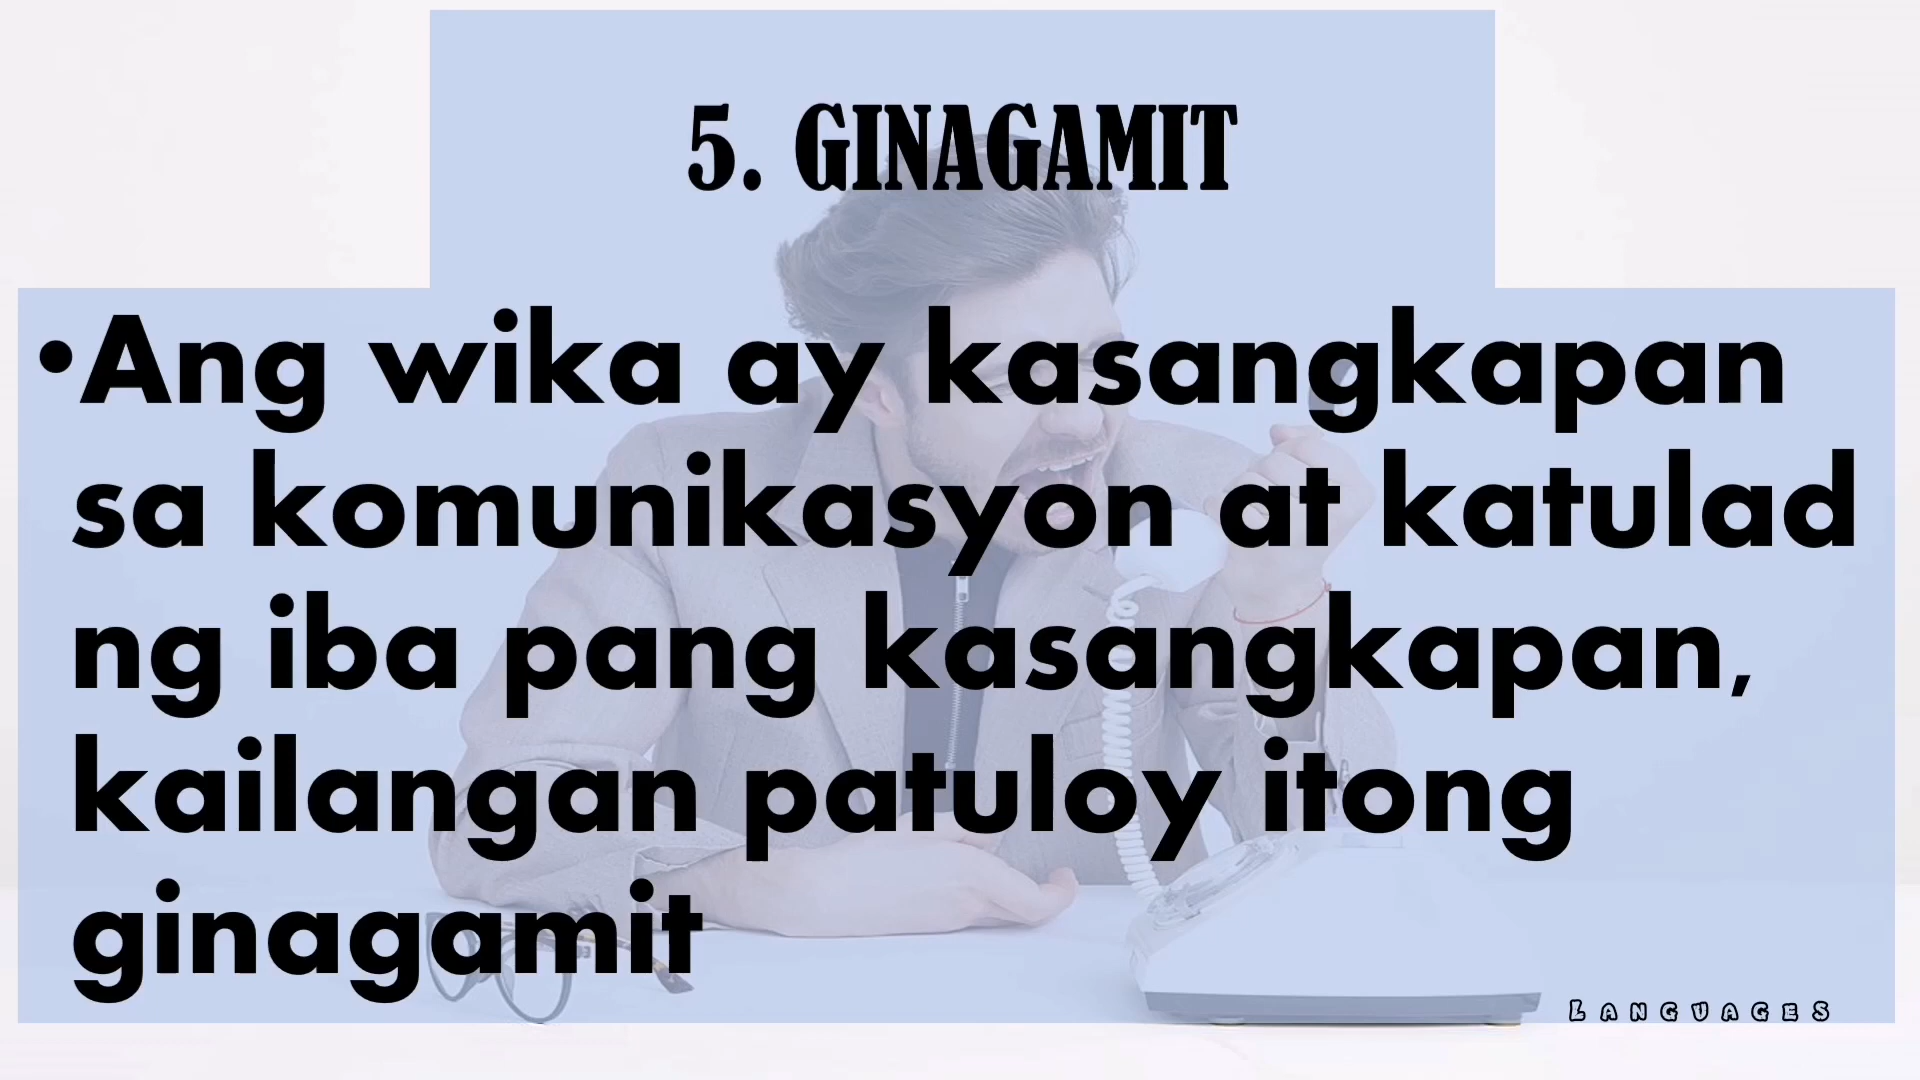 5. GINAGAMIT
•Ang wika ay kasangkapan
sa komunikasyon at katulad
ng iba pang kasangkapan,
kailangan patuloy itong
ginagamit
LANGUAGES